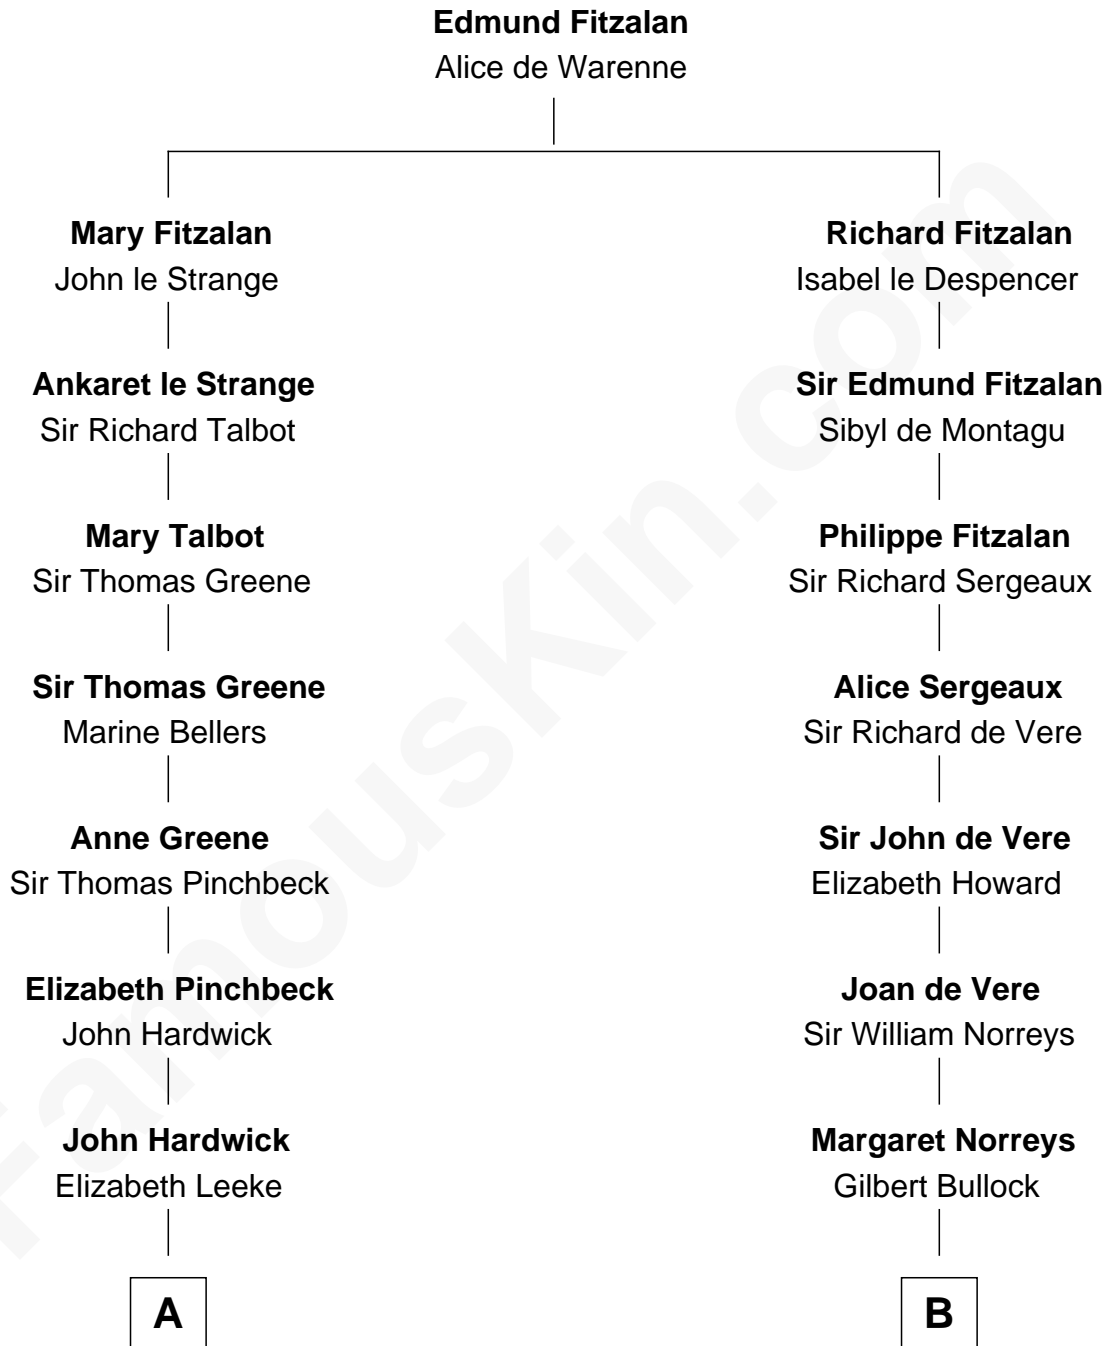 Edmund Fitzalan
Alice de Warenne
Mary Fitzalan
John le Strange
Richard Fitzalan
Isabel le Despencer
Ankaret le Strange
Sir Richard Talbot
Sir Edmund Fitzalan
Sibyl de Montagu
Mary Talbot
Sir Thomas Greene
Philippe Fitzalan
Sir Richard Sergeaux
Sir Thomas Greene
Marine Bellers
Alice Sergeaux
Sir Richard de Vere
Anne Greene
Sir Thomas Pinchbeck
Sir John de Vere
Elizabeth Howard
Elizabeth Pinchbeck
John Hardwick
Joan de Vere
Sir William Norreys
John Hardwick
Elizabeth Leeke
Margaret Norreys
Gilbert Bullock
A
B
FamousKin.com